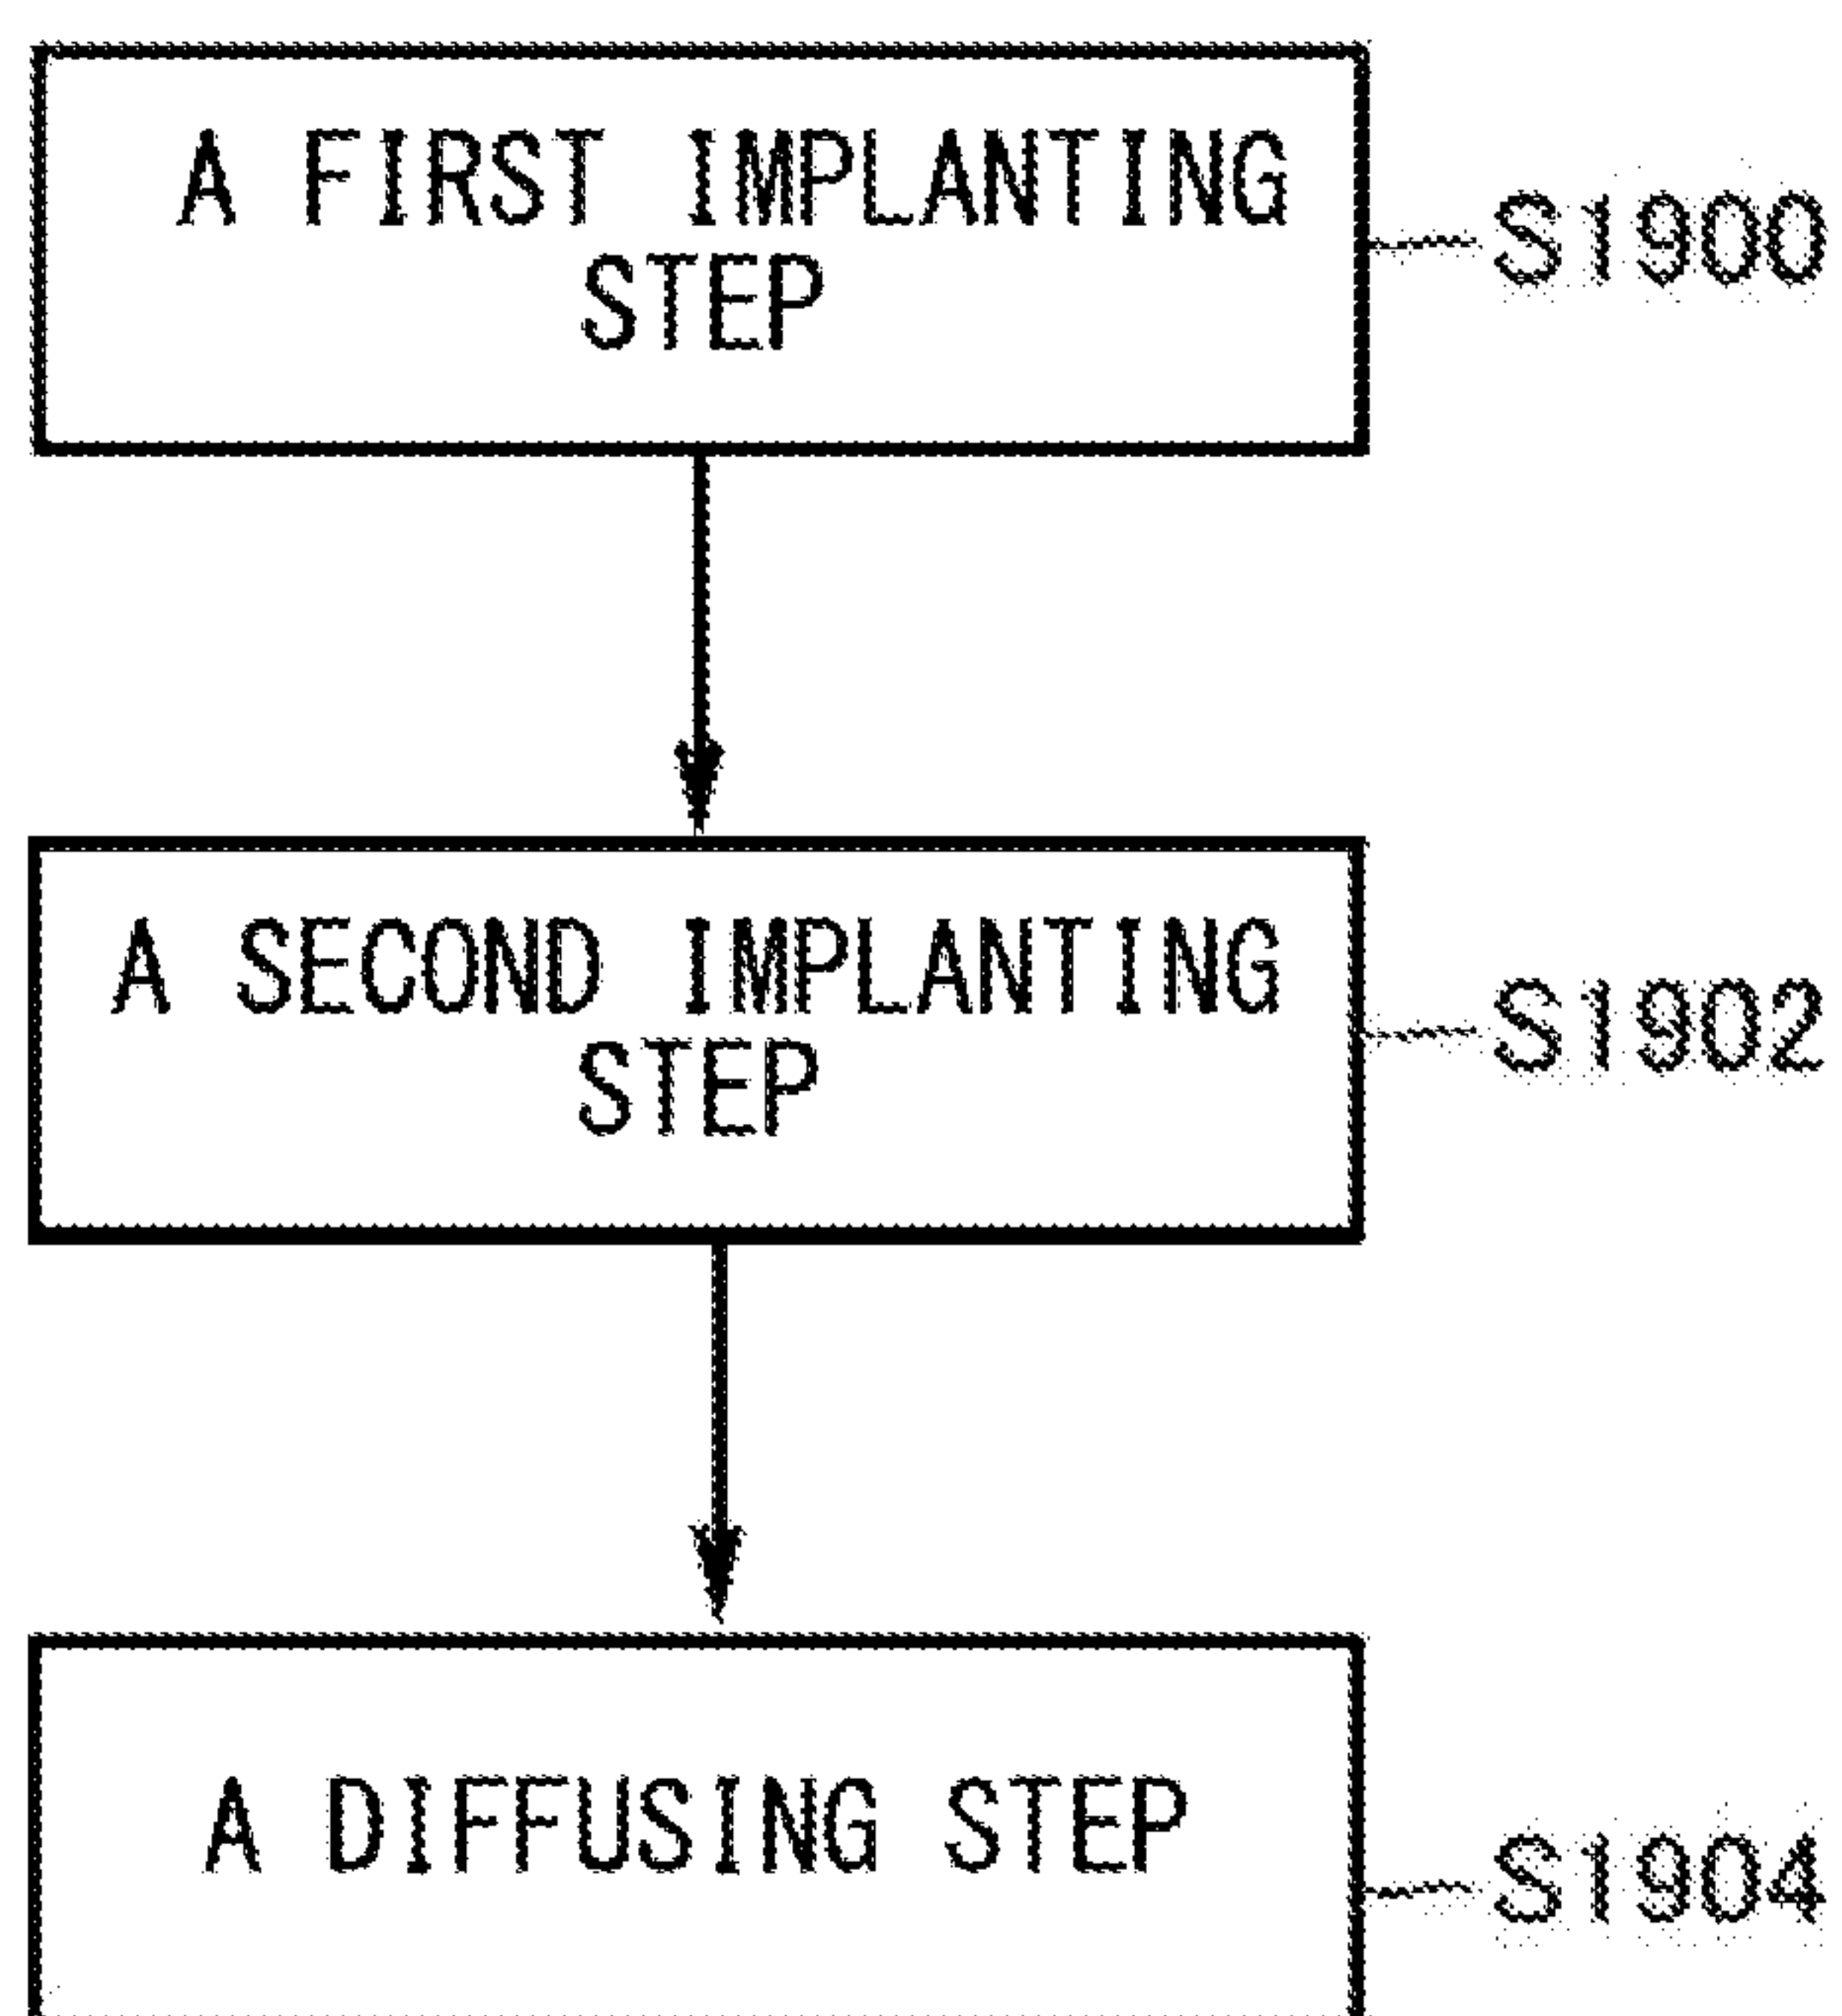 A FIRST IMPLANTING
STEP
S1900
A SECOND IMPLANTING
STEP
S1902
A DIFFUSING STEP
S1904